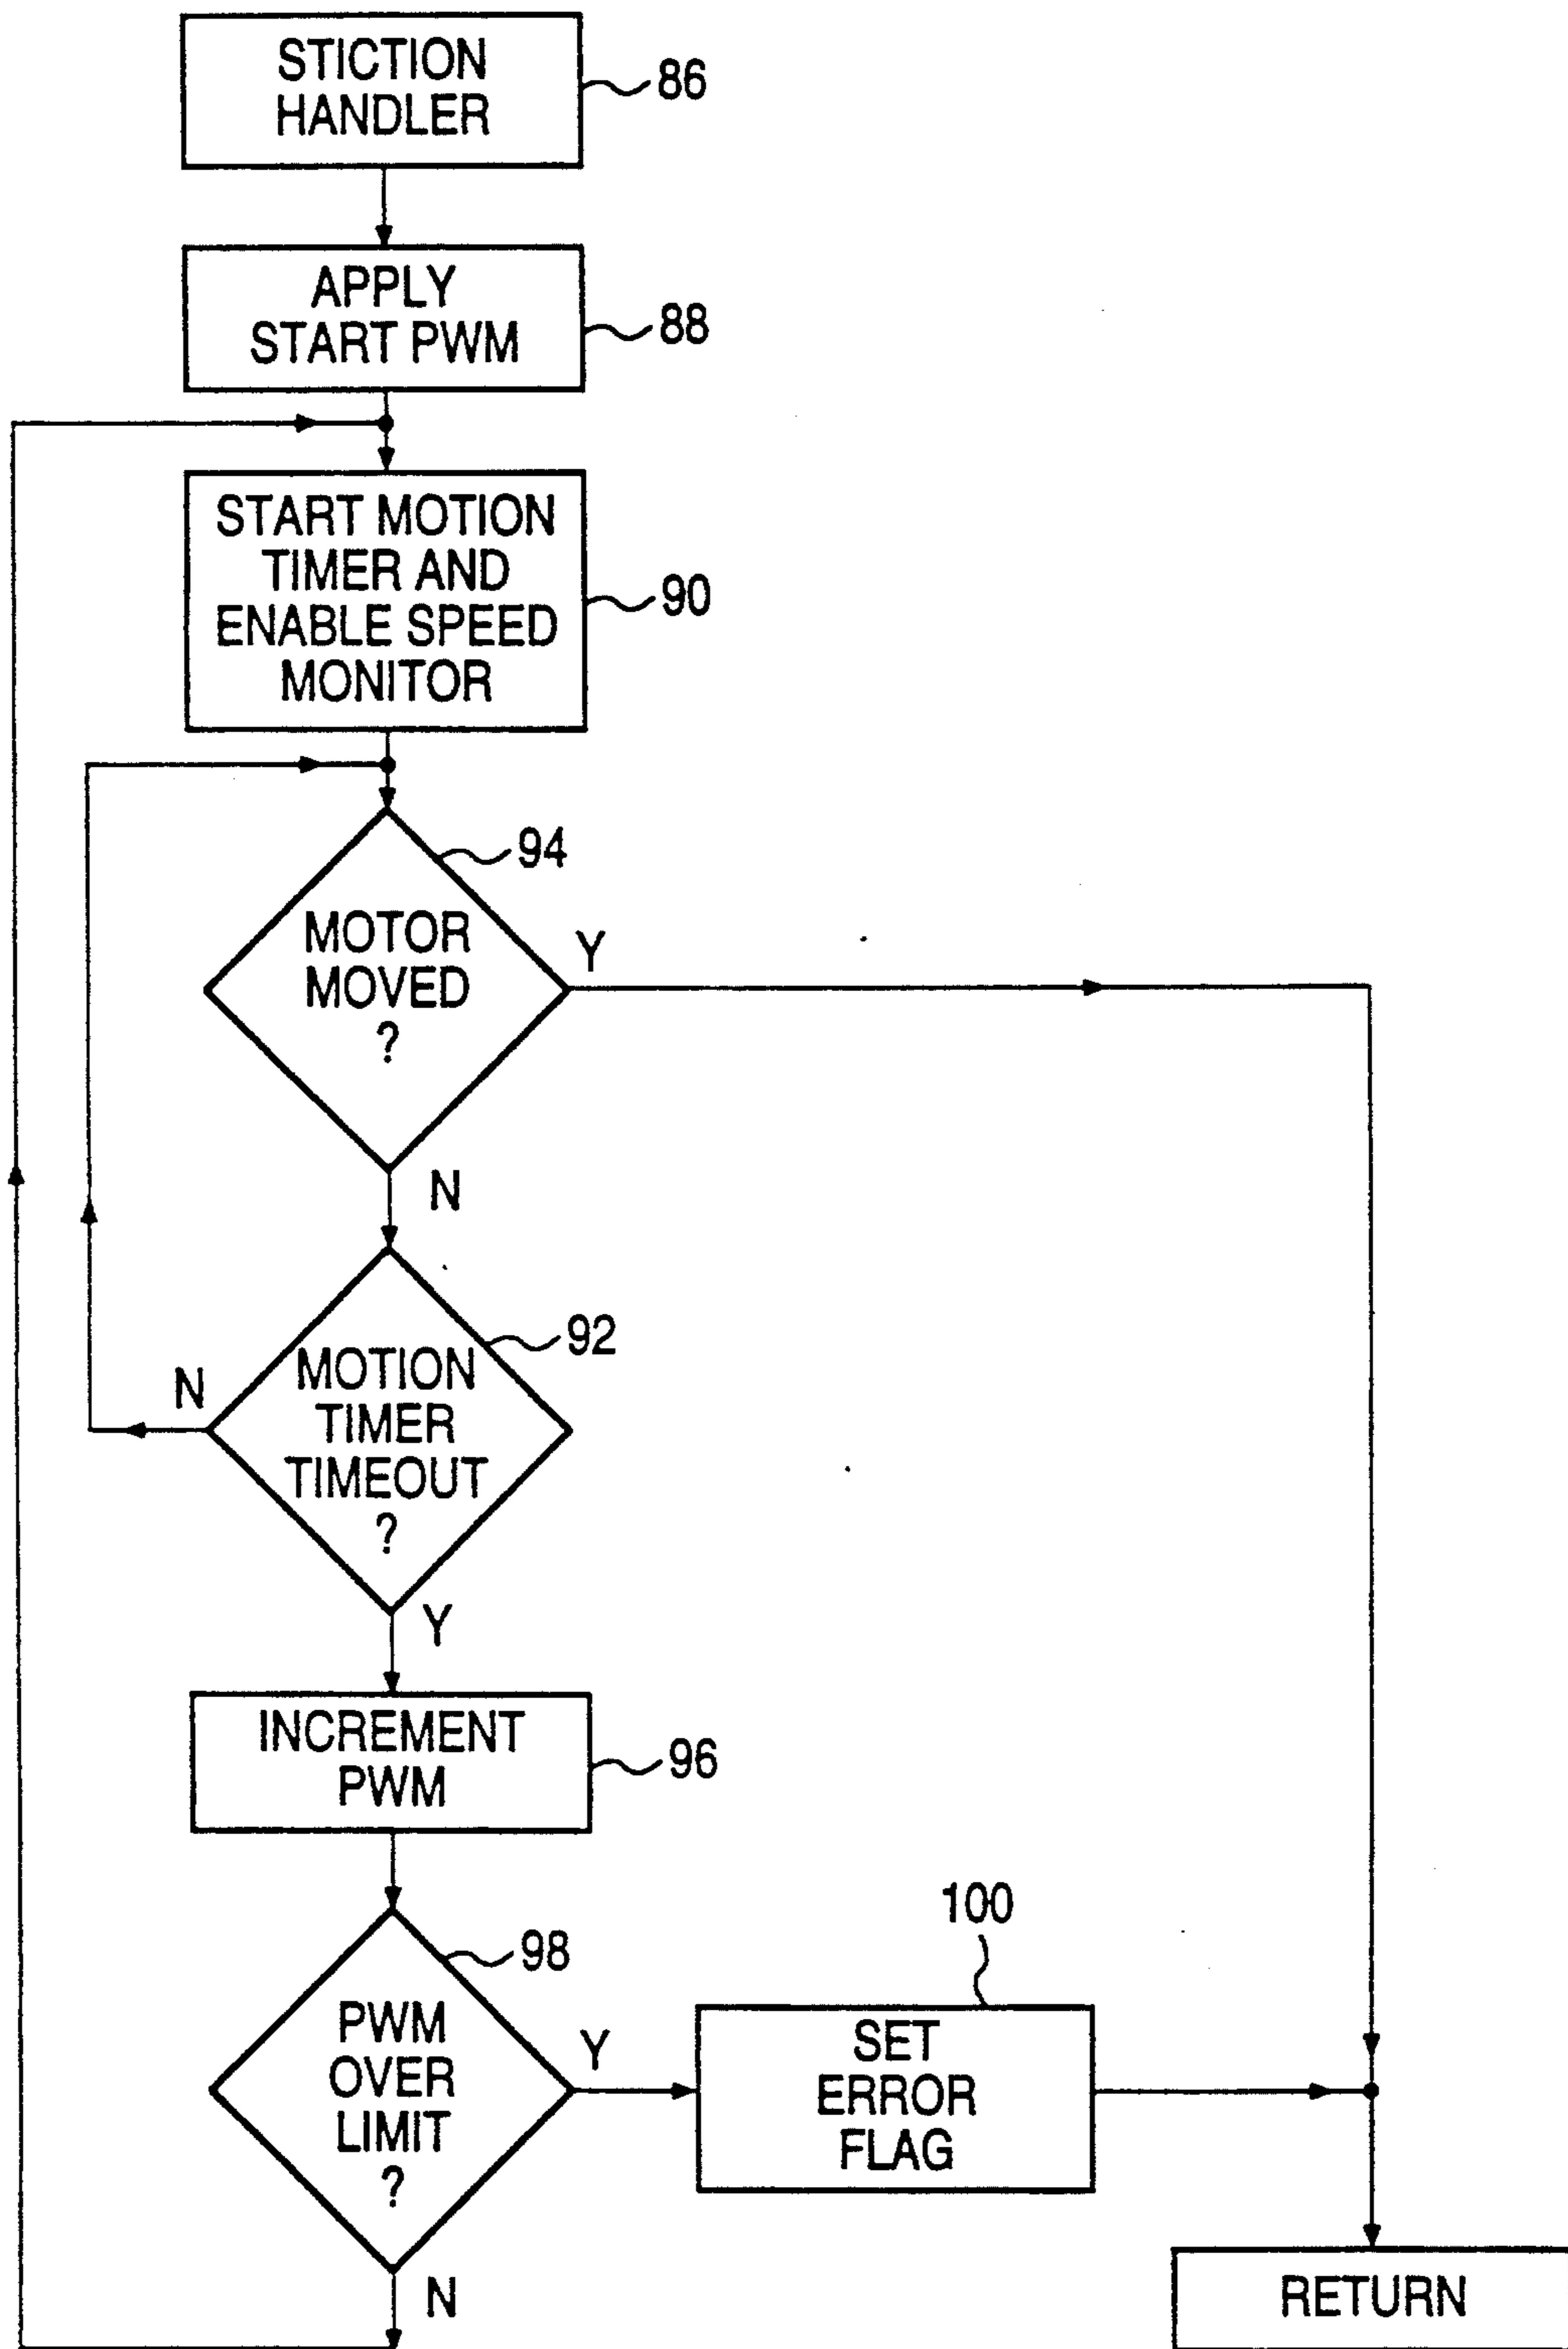 STICTION
HANDLER
86
APPLY
START PWM
88
START MOTION
TIMER AND
ENABLE SPEED
MONITOR
90
94
MOTOR
MOVED
?
Y
N
92
MOTION
TIMER
TIMEOUT
?
N
Y
INCREMENT
PWM
96
98
PWM
OVER
LIMIT
?
Y
N
100
SET
ERROR
FLAG
RETURN